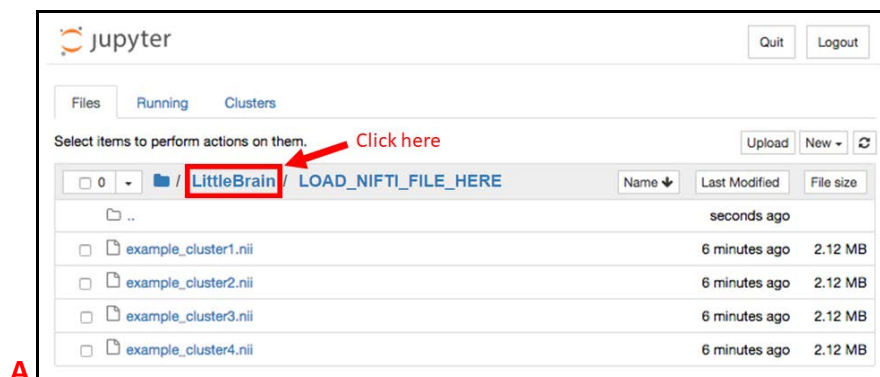 jupyter
Quit Logout
Files Running Clusters
Select items to perform actions on them. Click here
Upload New
0 / LittleBrain / LOAD_NIFTI_FILE_HERE Name Last Modified File size
.. seconds ago
example_cluster1.nii 6 minutes ago 2.12 MB
example_cluster2.nii 6 minutes ago 2.12 MB
example_cluster3.nii 6 minutes ago 2.12 MB
example_cluster4.nii 6 minutes ago 2.12 MB
A